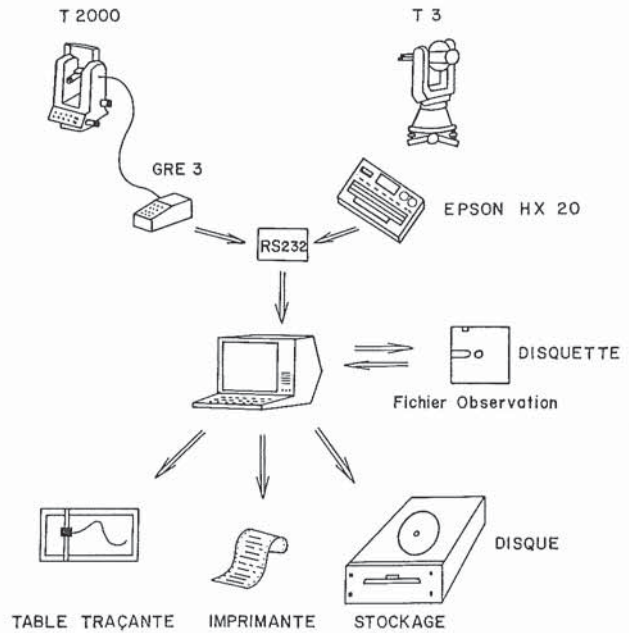 T 2000
T 3
GRE 3
EPSON HX 20
RS232
DISQUETTE
Fichier Observation
DISQUE
TABLE TRAÇANTE
IMPRIMANTE
STOCKAGE